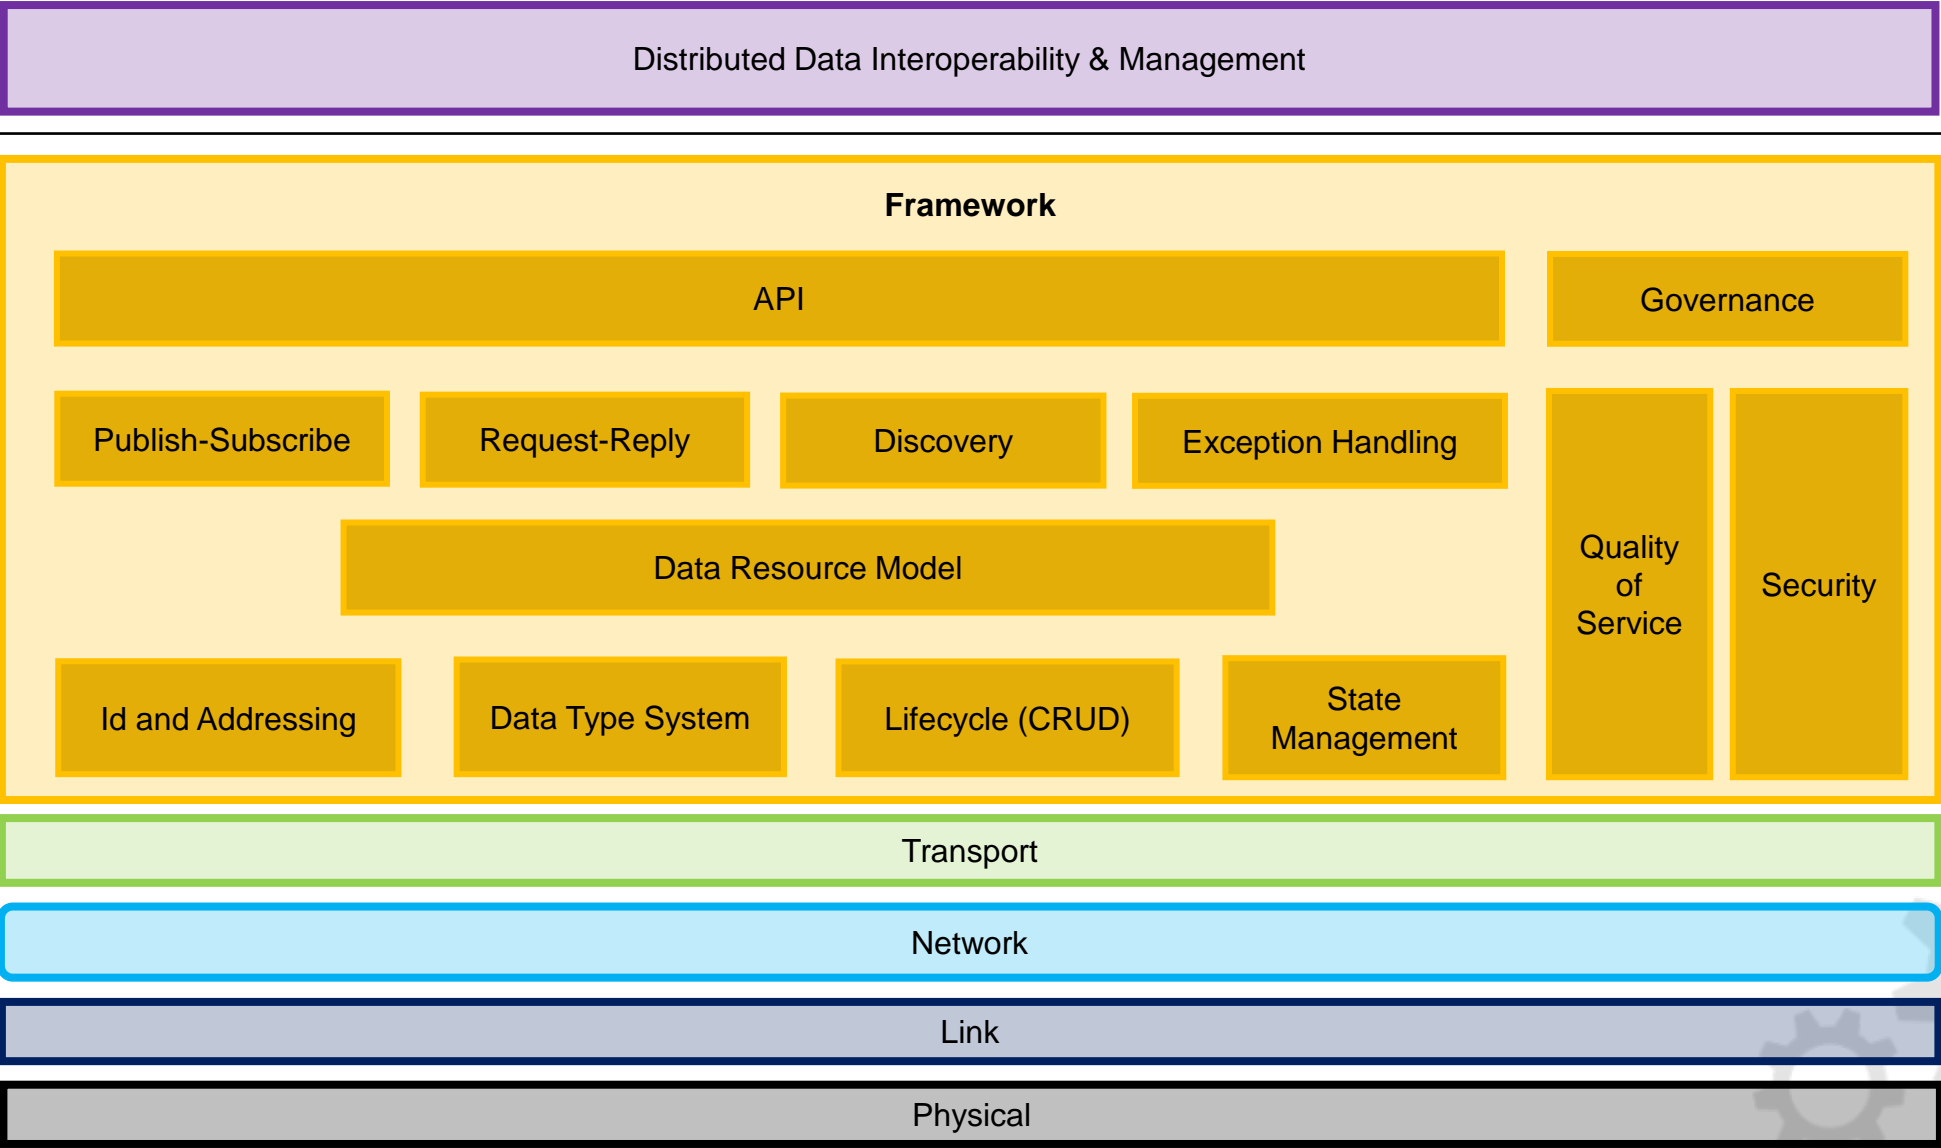 Distributed Data Interoperability & Management
Framework
API
Governance
Publish-Subscribe
Request-Reply
Discovery
Exception Handling
Data Resource Model
Quality
of
Service
Security
Id and Addressing
Data Type System
Lifecycle (CRUD)
State
Management
Transport
Network
Link
Physical